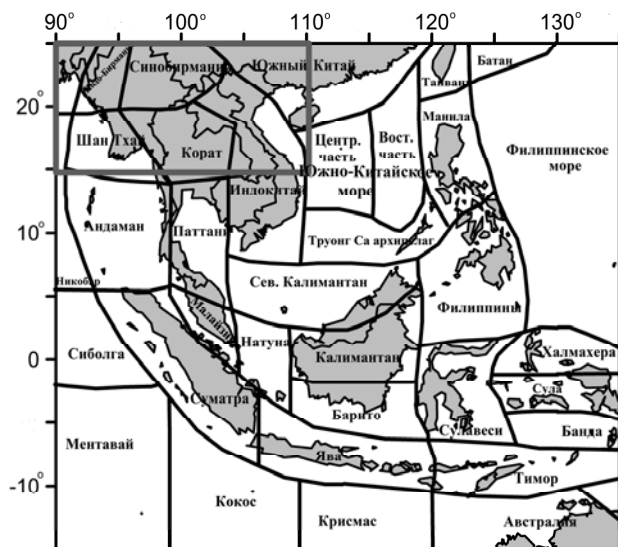 90° 100° 110° 120° 130°
Синобирмани
Южный Китай
Тайвань
Батан
20°
Шан Тхай
Корат
Центр.
часть
Вост.
часть
Манила
Филиппинское
море
Индокитай
Южно-Китайское
море
10°
Андаман
Паттани
Труонг Са архипелаг
Никобар
Сев. Калимантан
Филиппины
Малайзия
0
Сиболга
Натуна
Калимантан
Халмахера
Суматра
Сула
Барито
Сулавеси
Банда
Ментавай
Ява
-10°
Тимор
Кокос
Крисмас
Австралия